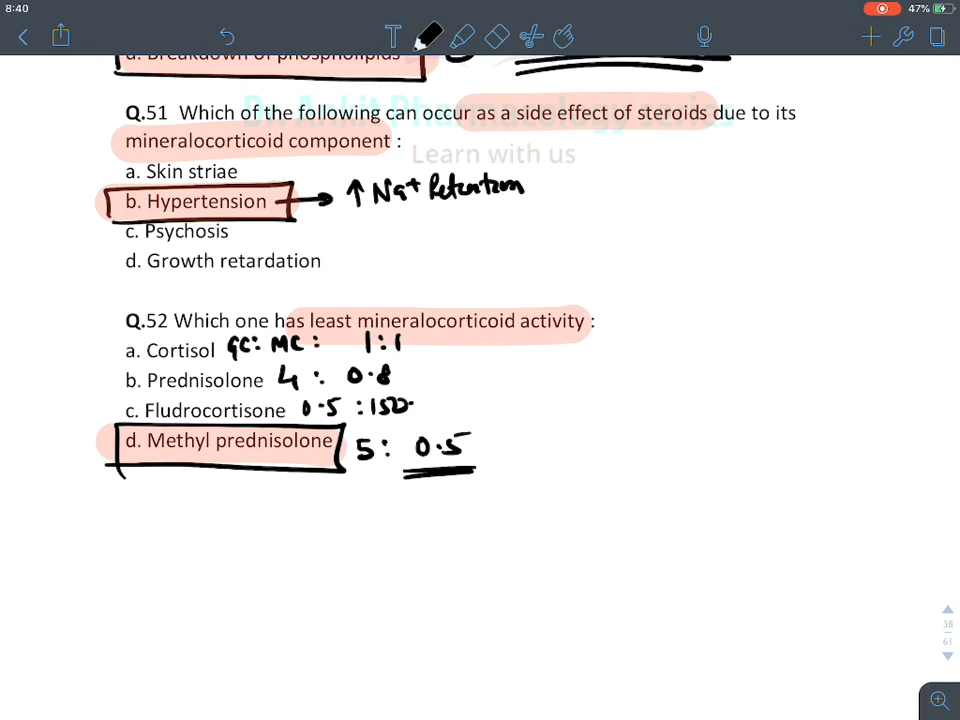 8:40
47%
T
d. Breakdown of phospholipids
Q.51 Which of the following can occur as a side effect of steroids due to its
mineralocorticoid component :
Learn with us
a. Skin striae
b. Hypertension → ↑ Na+ Retention
c. Psychosis
d. Growth retardation
Q.52 Which one has least mineralocorticoid activity :
a. Cortisol GC: MC: 1:1
b. Prednisolone 4 : 0.8
c. Fludrocortisone 0.5 :
d. Methyl prednisolone 5: 0.5
38
61